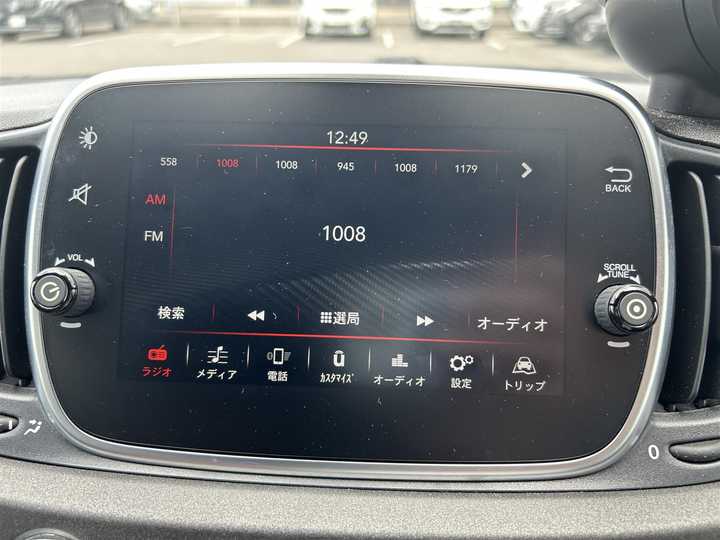 12:49
558 1008 1008 945 1008 1179
AM
FM
1008
BACK
VOL
SCROLL
TUNE
検索 選局 オーディオ
ラジオ メディア 電話 カスタマイズ オーディオ 設定 トリップ
0